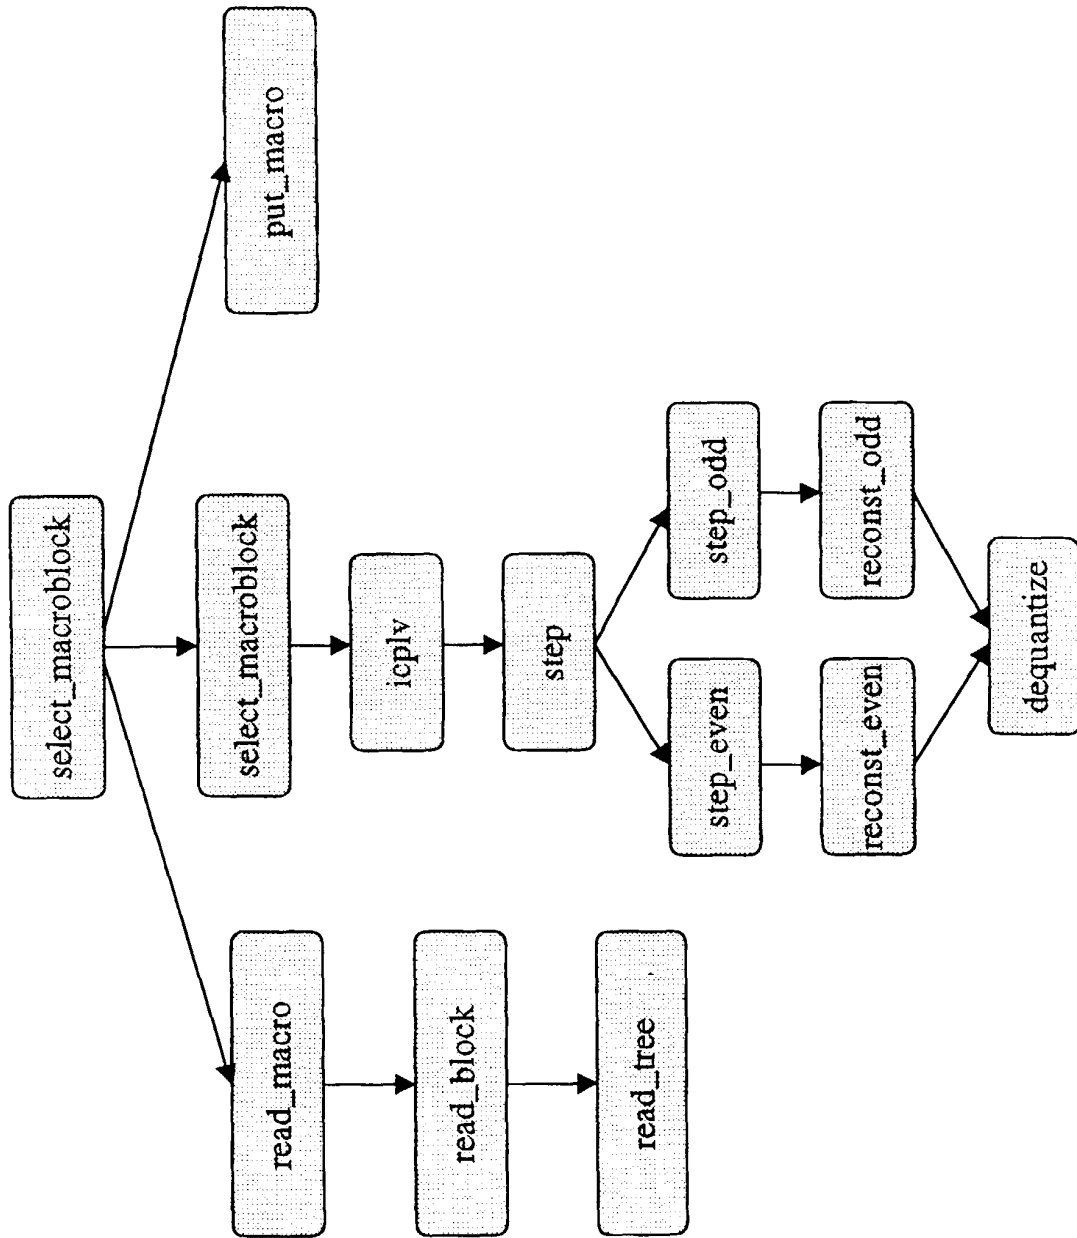 select_macroblock
put_macro
select_macroblock
read_macro
icplv
read_block
step
read_tree
step_even
step_odd
reconst_even
reconst_odd
dequantize